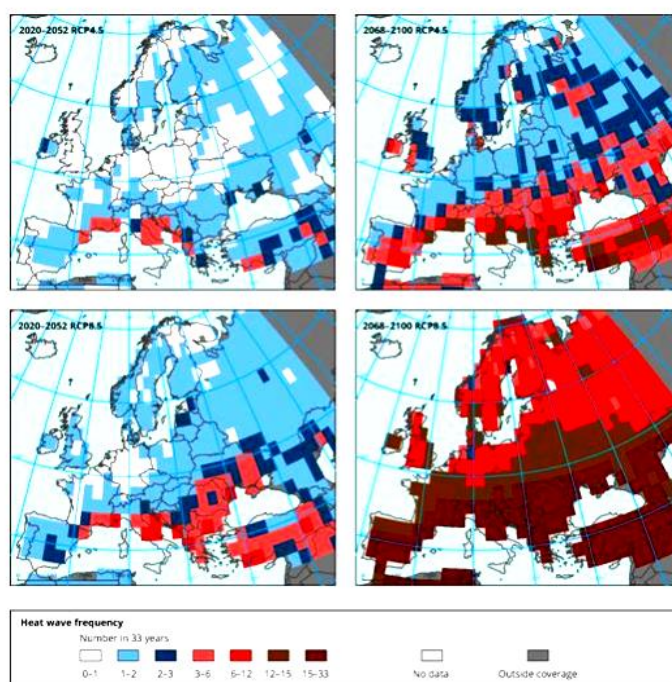 2020–2052 RCP4.5
2068–2100 RCP4.5
2020–2052 RCP8.5
2068–2100 RCP8.5
Heat wave frequency
Number in 33 years
0–1 1–2 2–3 3–6 6–12 12–15 15–33 No data Outside coverage